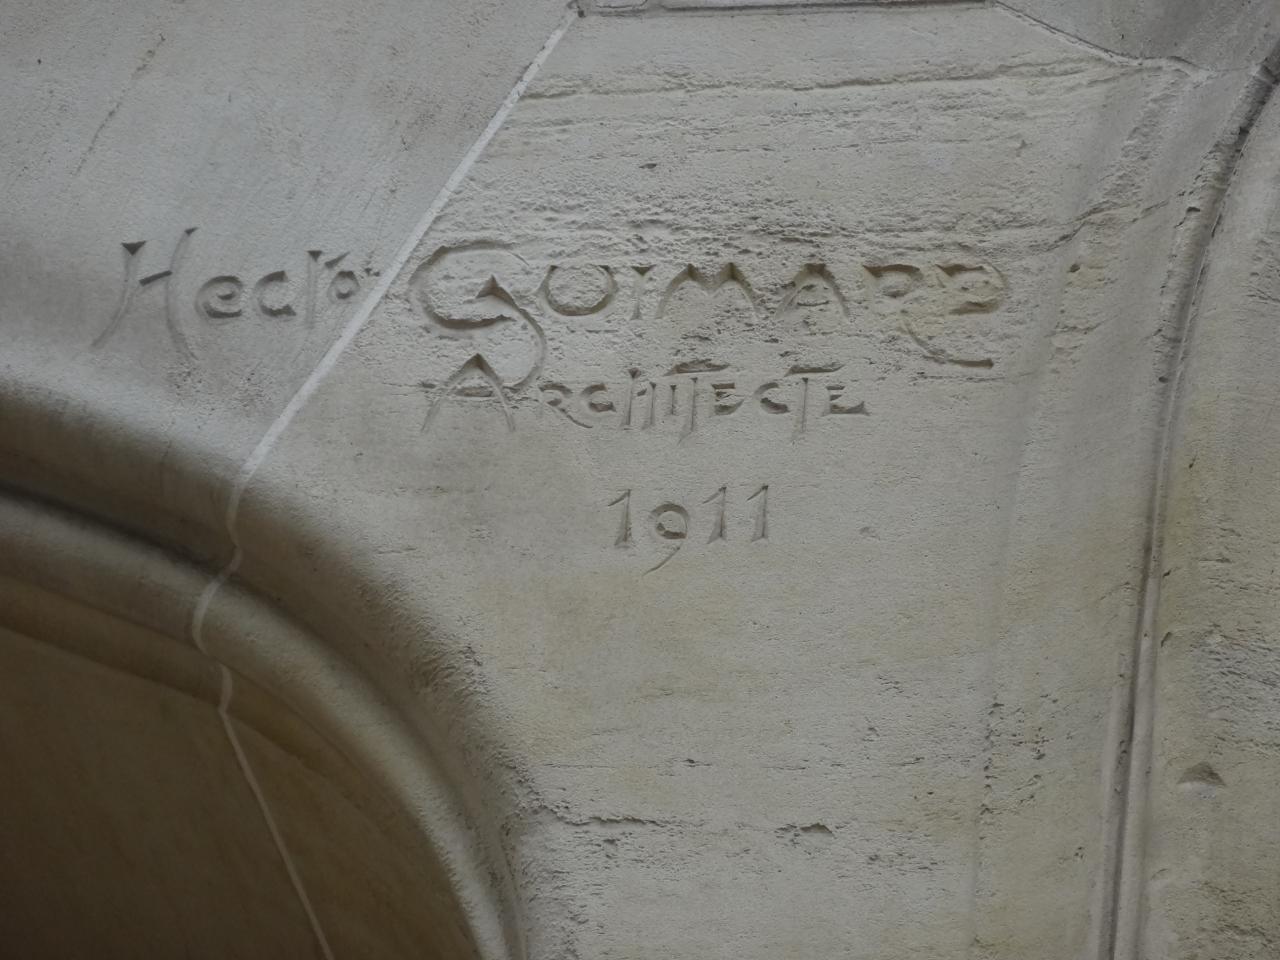 Hector GUIMARD
ARCHITECTE
1911